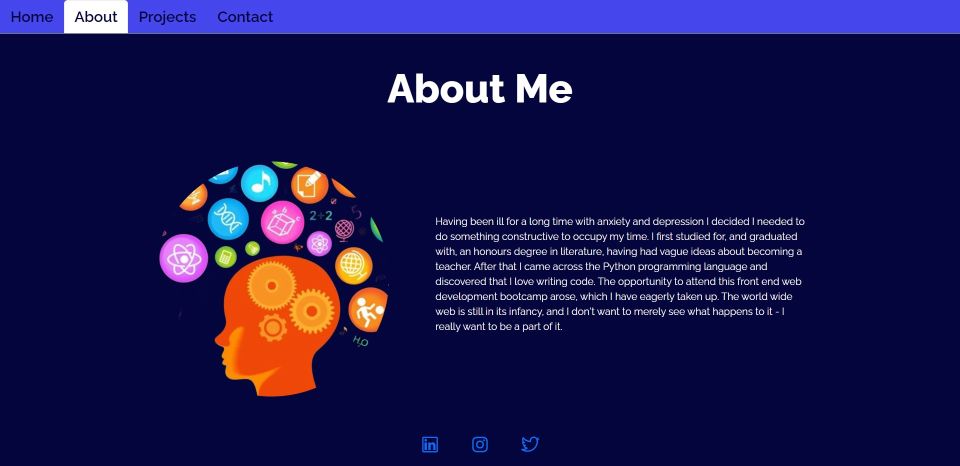 Home About Projects Contact
About Me
2+2
5
a b c
H₂O
Having been ill for a long time with anxiety and depression I decided I needed to
do something constructive to occupy my time. I first studied for, and graduated
with, an honours degree in literature, having had vague ideas about becoming a
teacher. After that I came across the Python programming language and
discovered that I love writing code. The opportunity to attend this front end web
development bootcamp arose, which I have eagerly taken up. The world wide
web is still in its infancy, and I don't want to merely see what happens to it - I
really want to be a part of it.